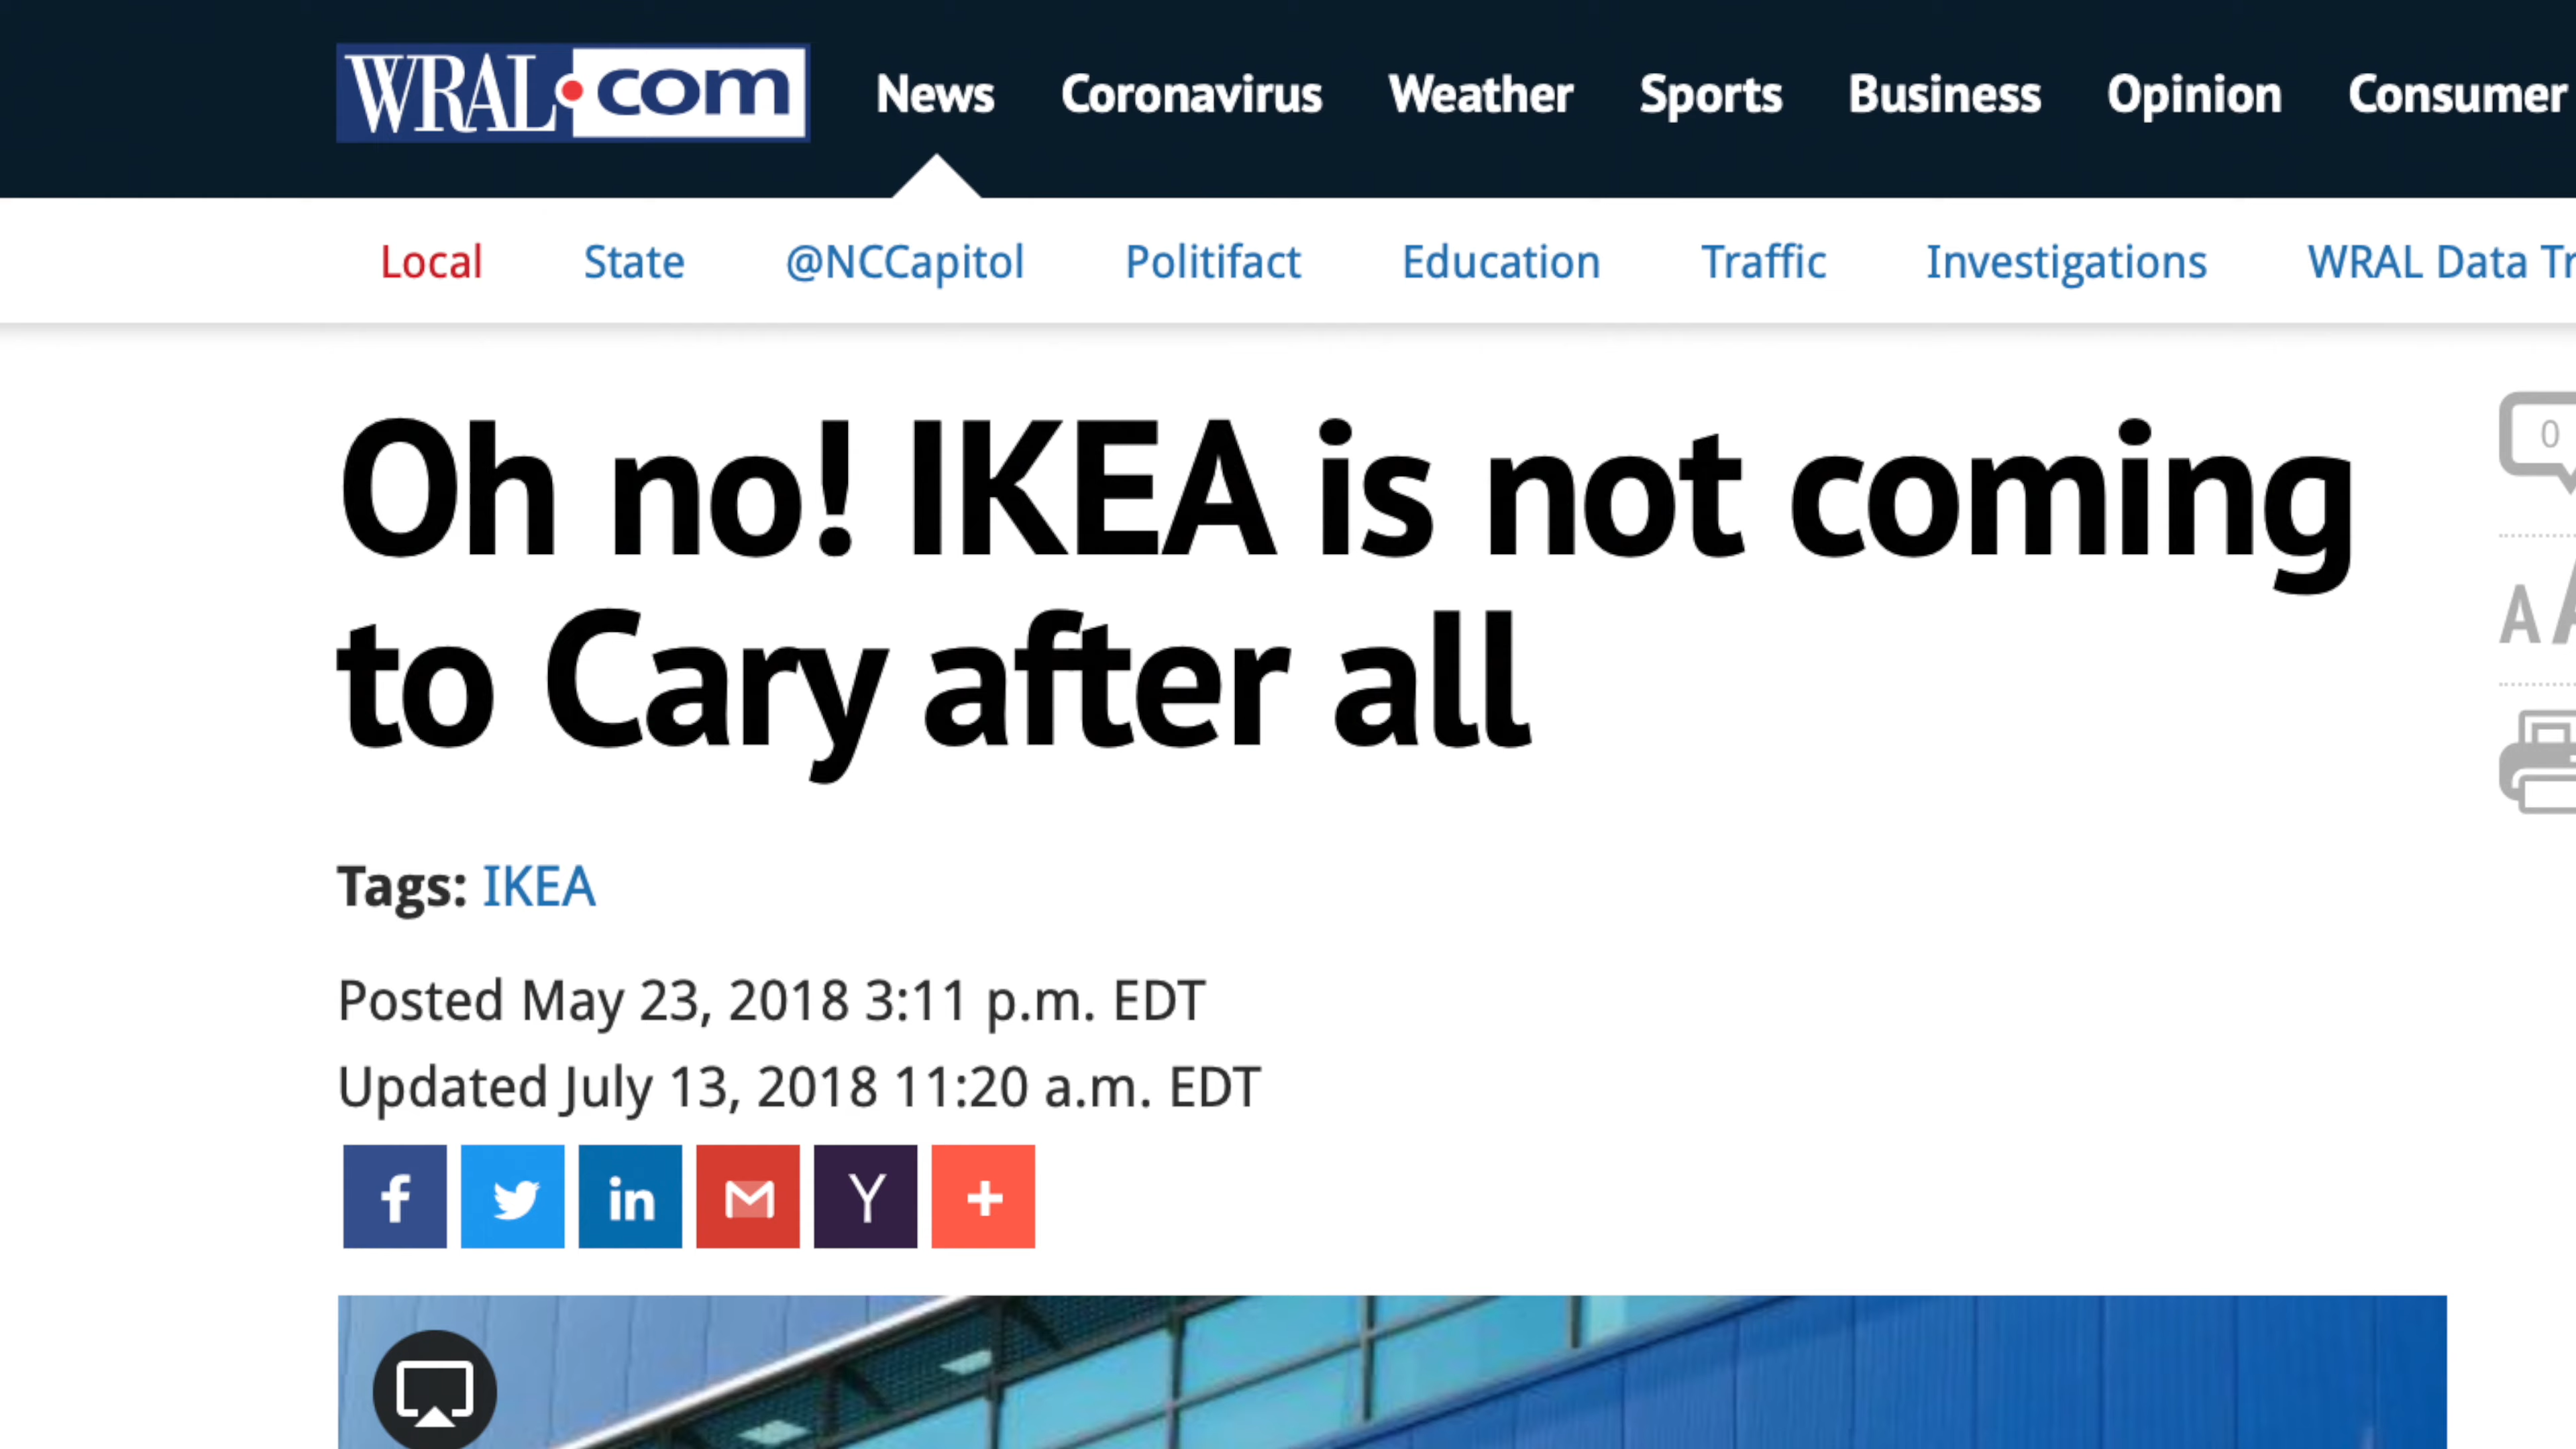 WRAL.com News Coronavirus Weather Sports Business Opinion Consumer
Local State @NCCapitol Politifact Education Traffic Investigations WRAL Data
Oh no! IKEA is not coming
to Cary after all
0
A A
Tags: IKEA
Posted May 23, 2018 3:11 p.m. EDT
Updated July 13, 2018 11:20 a.m. EDT